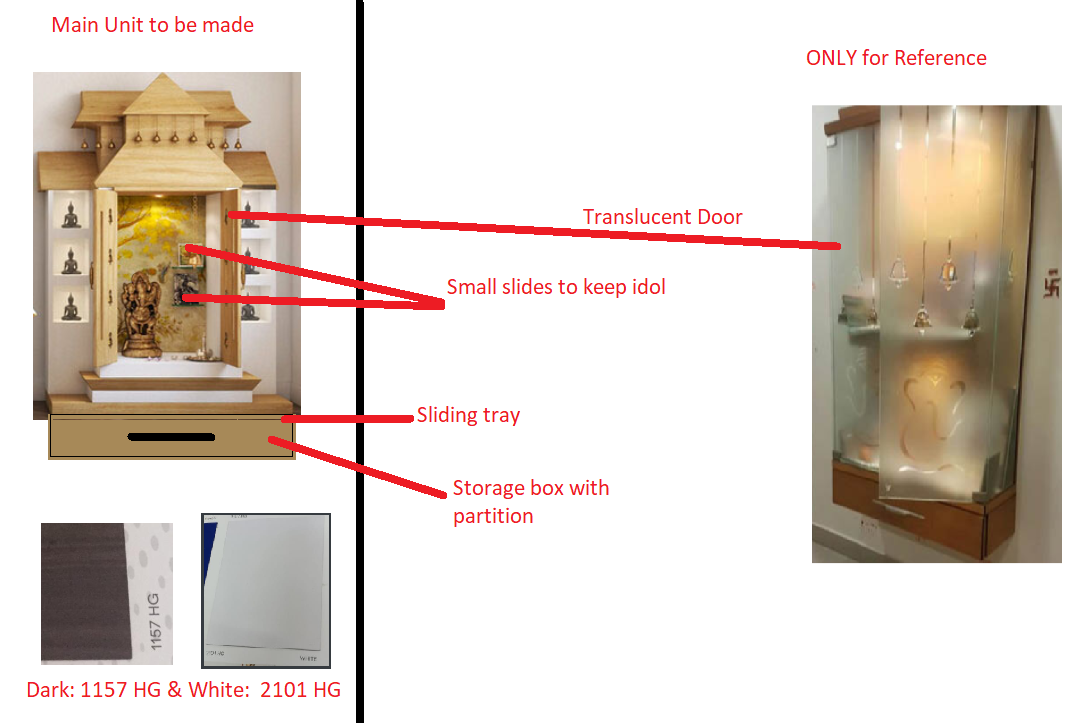 Main Unit to be made
ONLY for Reference
Translucent Door
Small slides to keep idol
Sliding tray
Storage box with
partition
1157 HG
Dark: 1157 HG & White:  2101 HG